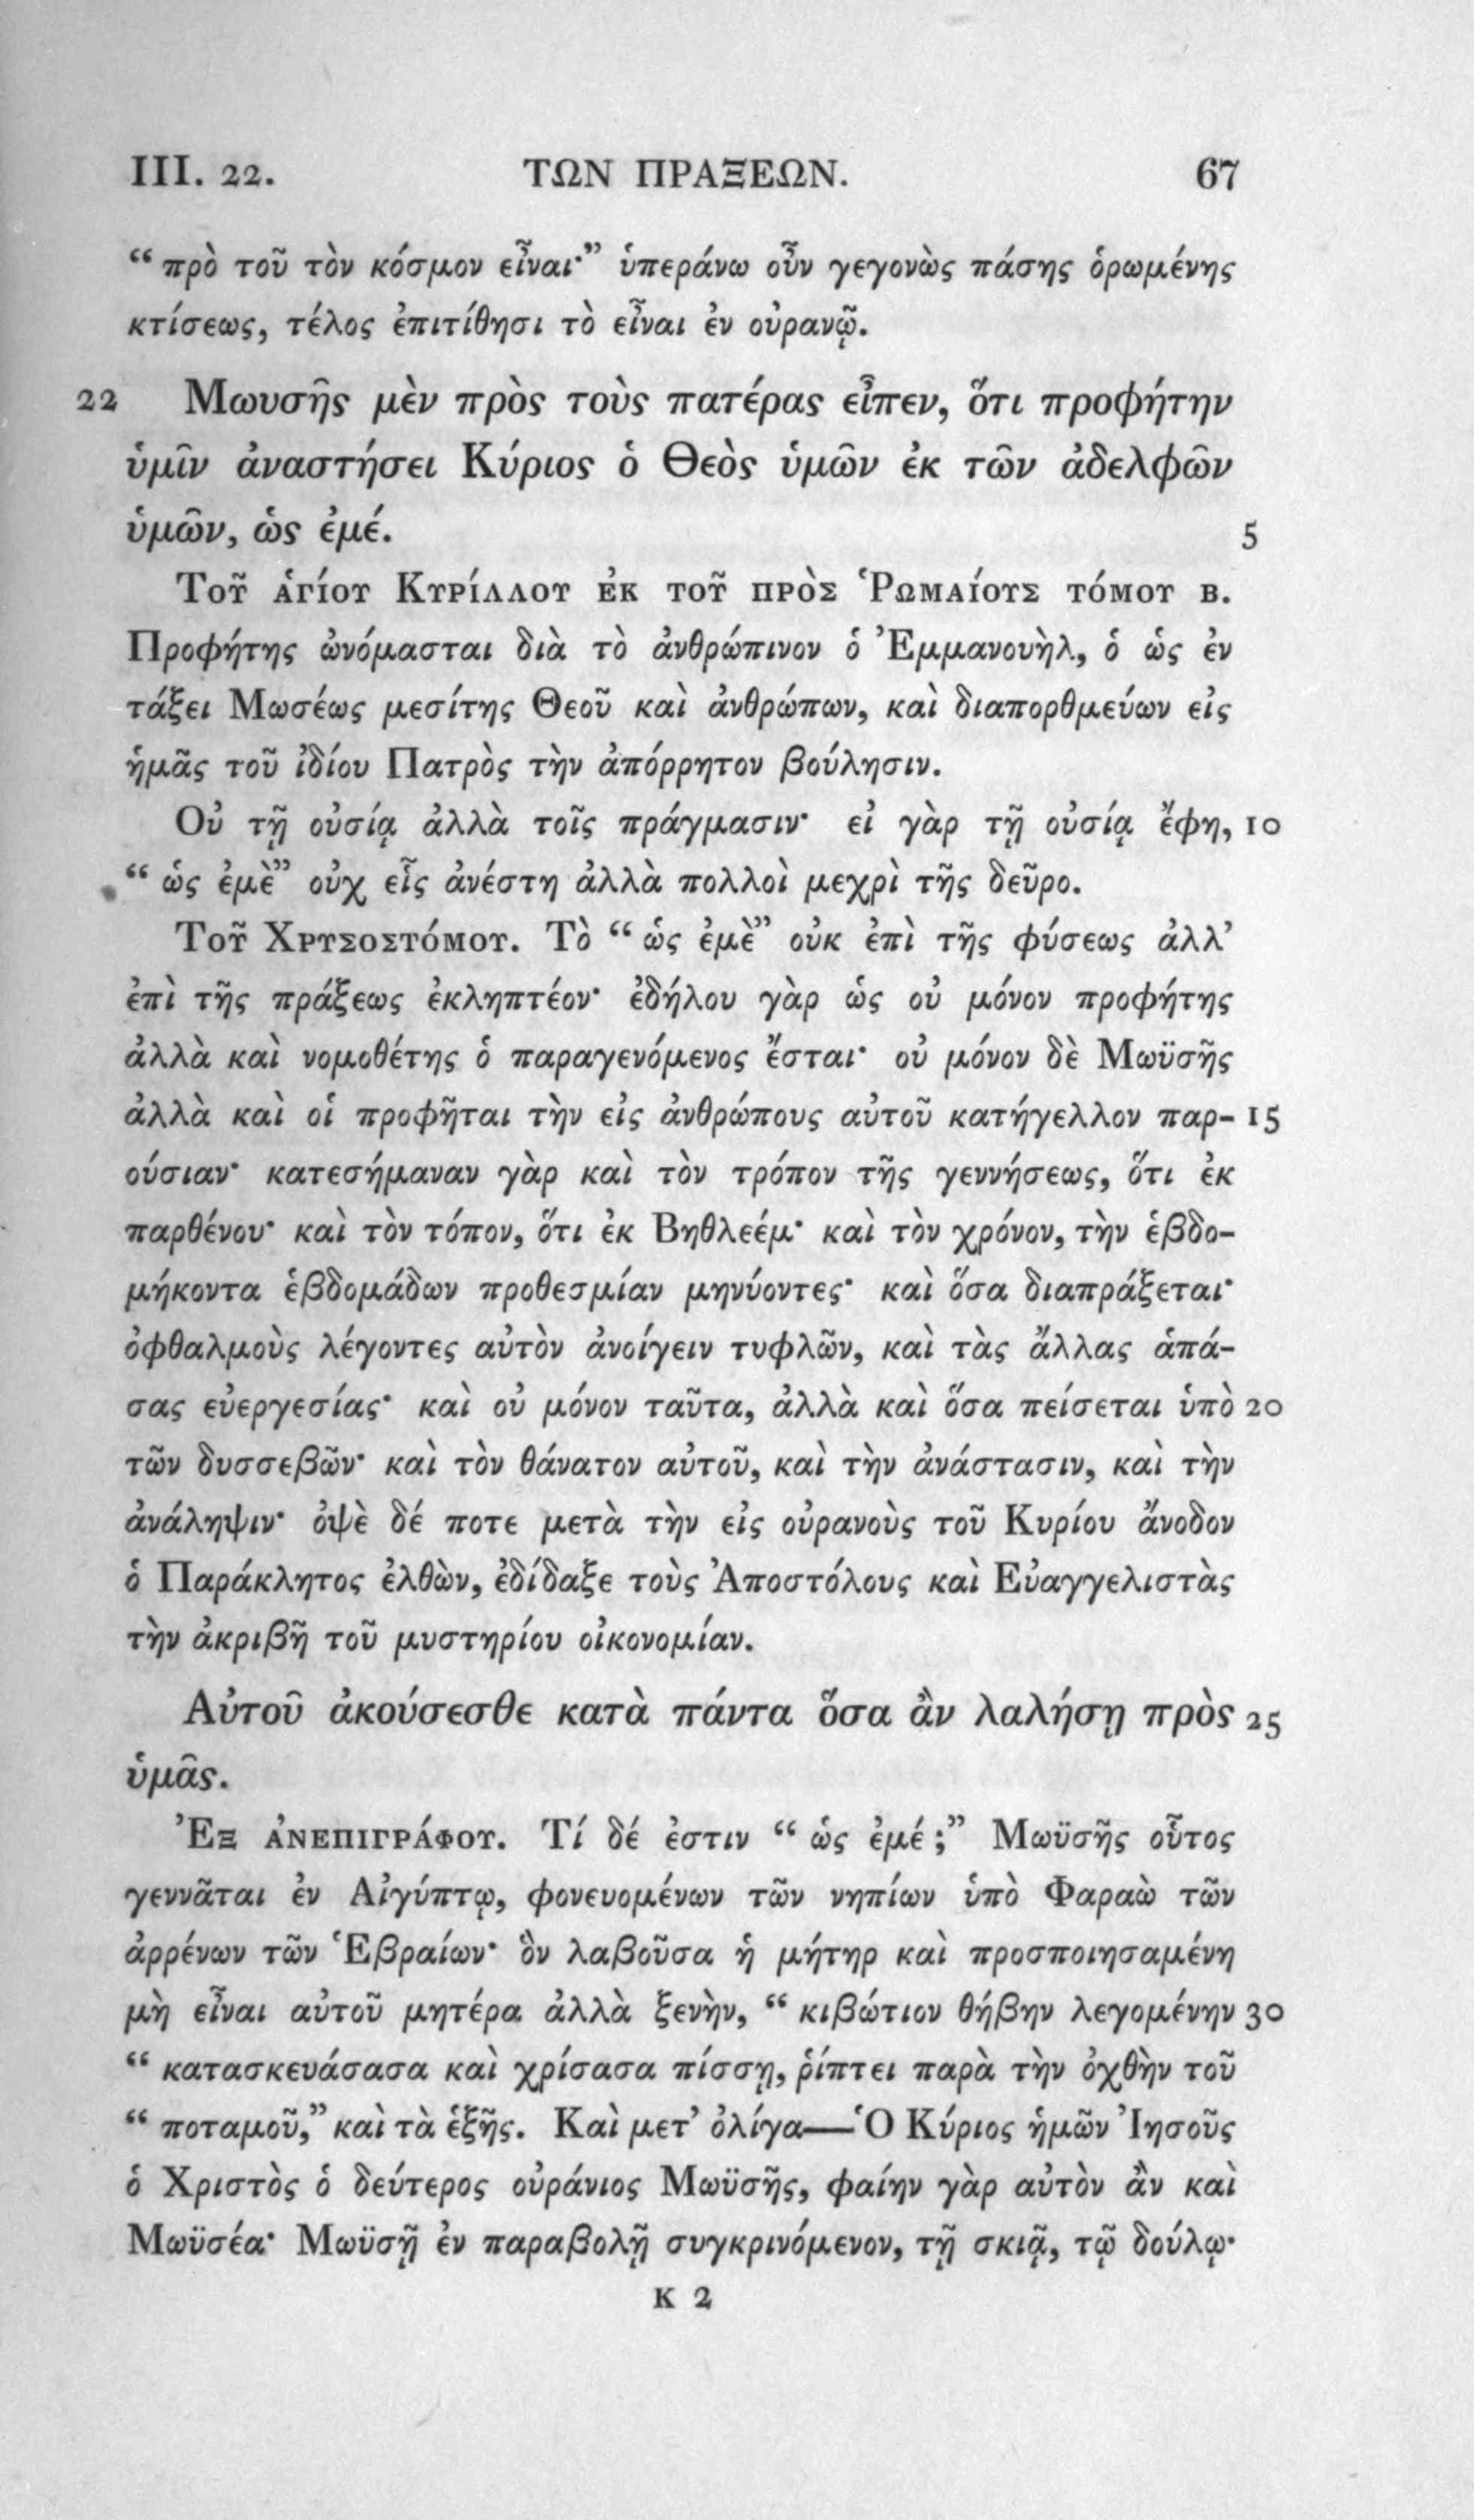 III. 22. ΤΩΝ ΠΡΑΞΕΩΝ. 67
“ πρὸ τοῦ τὸν κόσμον εἶναι·” ὑπεράνω οὖν γεγονὼς πάσης ὁρωμένης
κτίσεως, τέλος ἐπιτίθησι τὸ εἶναι ἐν οὐρανῷ.
22 Μωυσῆς μὲν πρὸς τοὺς πατέρας εἶπεν, ὅτι προφήτην
ὑμῖν ἀναστήσει Κύριος ὁ Θεὸς ὑμῶν ἐκ τῶν ἀδελφῶν
ὑμῶν, ὡς ἐμέ. 5
Τοῦ ἁγίου Κυρίλλου ἐκ τοῦ πρὸς Ῥωμαίους τόμου β.
Προφήτης ὠνόμασται διὰ τὸ ἀνθρώπινον ὁ Ἐμμανουὴλ, ὁ ὡς ἐν
τάξει Μωσέως μεσίτης Θεοῦ καὶ ἀνθρώπων, καὶ διαπορθμεύων εἰς
ἡμᾶς τοῦ ἰδίου Πατρὸς τὴν ἀπόρρητον βούλησιν.
Οὐ τῇ οὐσίᾳ ἀλλὰ τοῖς πράγμασιν· εἰ γὰρ τῇ οὐσίᾳ ἔφη, 10
“ ὡς ἐμὲ” οὐχ εἷς ἀνέστη ἀλλὰ πολλοὶ μεχρὶ τῆς δεῦρο.
Τοῦ Χρυσοστόμου. Τὸ “ ὡς ἐμὲ” οὐκ ἐπὶ τῆς φύσεως ἀλλ’
ἐπὶ τῆς πράξεως ἐκληπτέον· ἐδήλου γὰρ ὡς οὐ μόνον προφήτης
ἀλλὰ καὶ νομοθέτης ὁ παραγενόμενος ἔσται· οὐ μόνον δὲ Μωϋσῆς
ἀλλὰ καὶ οἱ προφῆται τὴν εἰς ἀνθρώπους αὐτοῦ κατήγελλον παρ- 15
ούσιαν· κατεσήμαναν γὰρ καὶ τὸν τρόπον τῆς γεννήσεως, ὅτι ἐκ
παρθένου· καὶ τὸν τόπον, ὅτι ἐκ Βηθλεέμ· καὶ τὸν χρόνον, τὴν ἑβδο-
μήκοντα ἑβδομάδων προθεσμίαν μηνύοντες· καὶ ὅσα διαπράξεται·
ὀφθαλμοὺς λέγοντες αὐτὸν ἀνοίγειν τυφλῶν, καὶ τὰς ἄλλας ἁπά-
σας εὐεργεσίας· καὶ οὐ μόνον ταῦτα, ἀλλὰ καὶ ὅσα πείσεται ὑπὸ 20
τῶν δυσσεβῶν· καὶ τὸν θάνατον αὐτοῦ, καὶ τὴν ἀνάστασιν, καὶ τὴν
ἀνάληψιν· ὀψὲ δέ ποτε μετὰ τὴν εἰς οὐρανοὺς τοῦ Κυρίου ἄνοδον
ὁ Παράκλητος ἐλθὼν, ἐδίδαξε τοὺς Ἀποστόλους καὶ Εὐαγγελιστὰς
τὴν ἀκριβῆ τοῦ μυστηρίου οἰκονομίαν.
Αὐτοῦ ἀκούσεσθε κατὰ πάντα ὅσα ἂν λαλήσῃ πρὸς 25
ὑμᾶς.
Ἐξ ἀνεπιγράφου. Τί δέ ἐστιν “ ὡς ἐμέ ;” Μωϋσῆς οὗτος
γεννᾶται ἐν Αἰγύπτῳ, φονευομένων τῶν νηπίων ὑπὸ Φαραὼ τῶν
ἀρρένων τῶν Ἑβραίων· ὃν λαβοῦσα ἡ μήτηρ καὶ προσποιησαμένη
μὴ εἶναι αὐτοῦ μητέρα ἀλλὰ ξενὴν, “ κιβώτιον θήβην λεγομένην 30
“ κατασκευάσασα καὶ χρίσασα πίσσῃ, ῥίπτει παρὰ τὴν ὀχθὴν τοῦ
“ ποταμοῦ,” καὶ τὰ ἑξῆς. Καὶ μετ’ ὀλίγα—Ὁ Κύριος ἡμῶν Ἰησοῦς
ὁ Χριστὸς ὁ δεύτερος οὐράνιος Μωϋσῆς, φαίην γὰρ αὐτὸν ἂν καὶ
Μωϋσέα· Μωϋσῇ ἐν παραβολῇ συγκρινόμενον, τῇ σκιᾷ, τῷ δούλῳ·
K 2